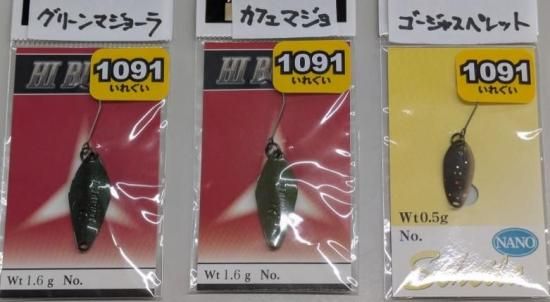 グリーンマジョーラ
HI B
1091
いれぐい
Wt 1.6 g No.
カフェマジョ
HI B
1091
いれぐい
Wt 1.6 g No.
ゴージャスペレット
1091
いれぐい
Wt 0.5g
No.
NANO